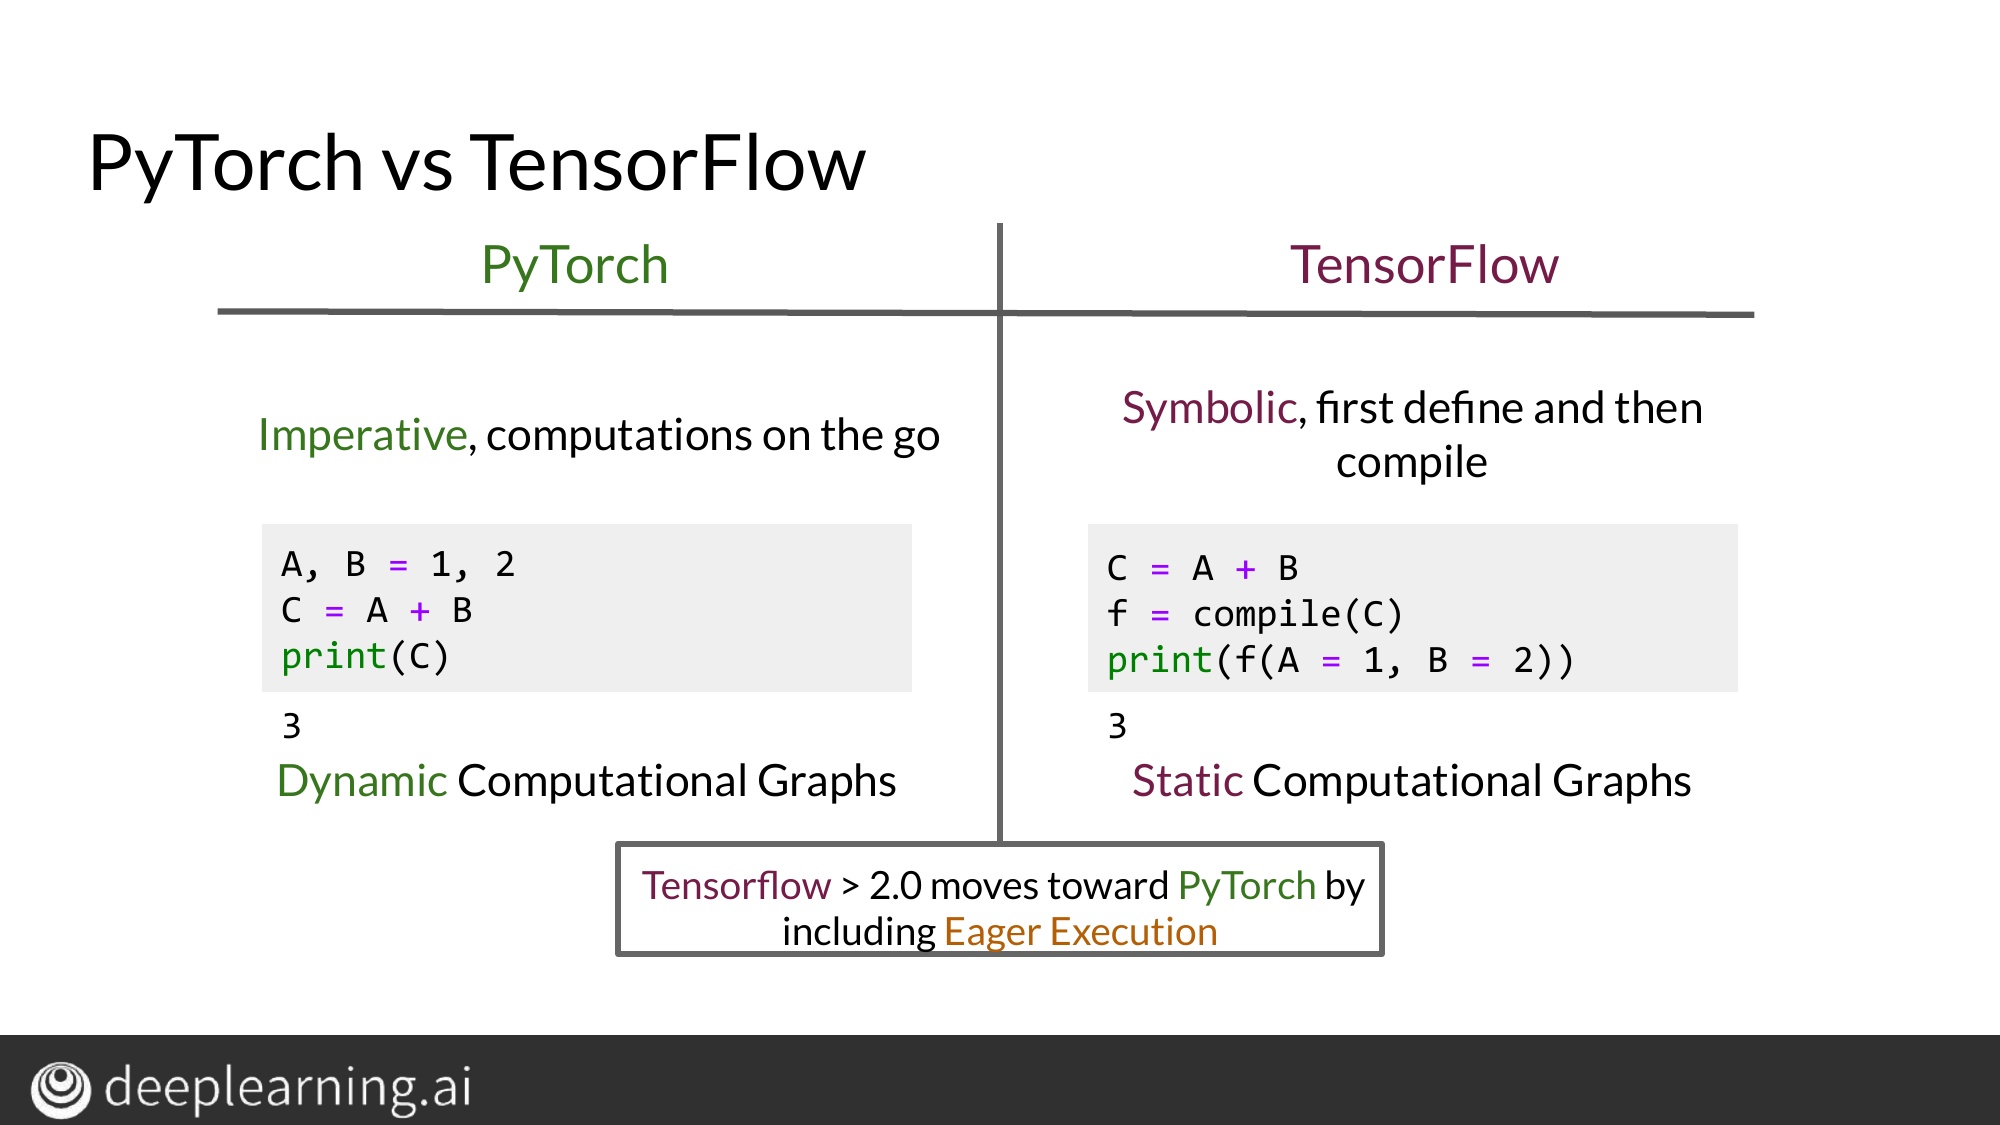 PyTorch vs TensorFlow
PyTorch
TensorFlow
Imperative, computations on the go
Symbolic, first define and then
compile
A, B = 1, 2
C = A + B
print(C)
3
Dynamic Computational Graphs
C = A + B
f = compile(C)
print(f(A = 1, B = 2))
3
Static Computational Graphs
Tensorflow > 2.0 moves toward PyTorch by
including Eager Execution
deeplearning.ai